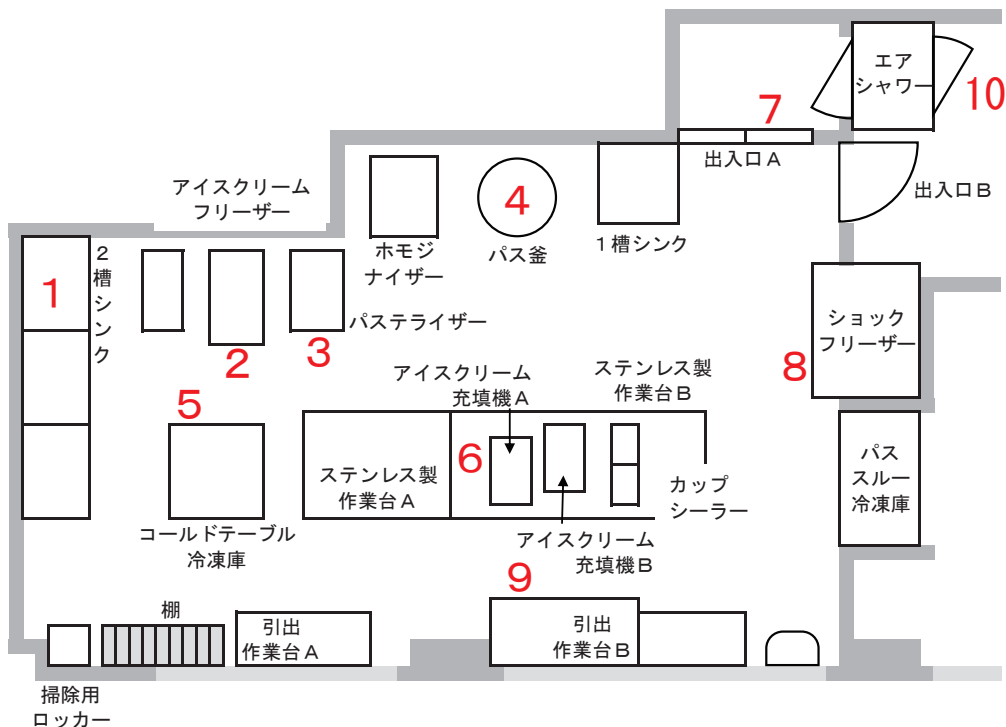 エア
シャワー
10
7
出入口A
出入口B
アイスクリーム
フリーザー
4
ホモジ
ナイザー
パス釜
1槽シンク
1
2槽シンク
2
3
パステライザー
ショック
フリーザー
8
アイスクリーム
充填機A
ステンレス製
作業台B
5
6
ステンレス製
作業台A
カップ
シーラー
パス
スルー
冷凍庫
コールドテーブル
冷凍庫
アイスクリーム
充填機B
9
棚
引出
作業台A
引出
作業台B
掃除用
ロッカー